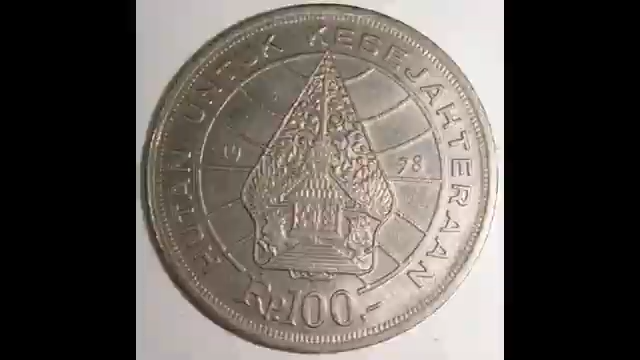 HUTAN UNTUK KESEJAHTERAAN
19 78
Rp.100.-